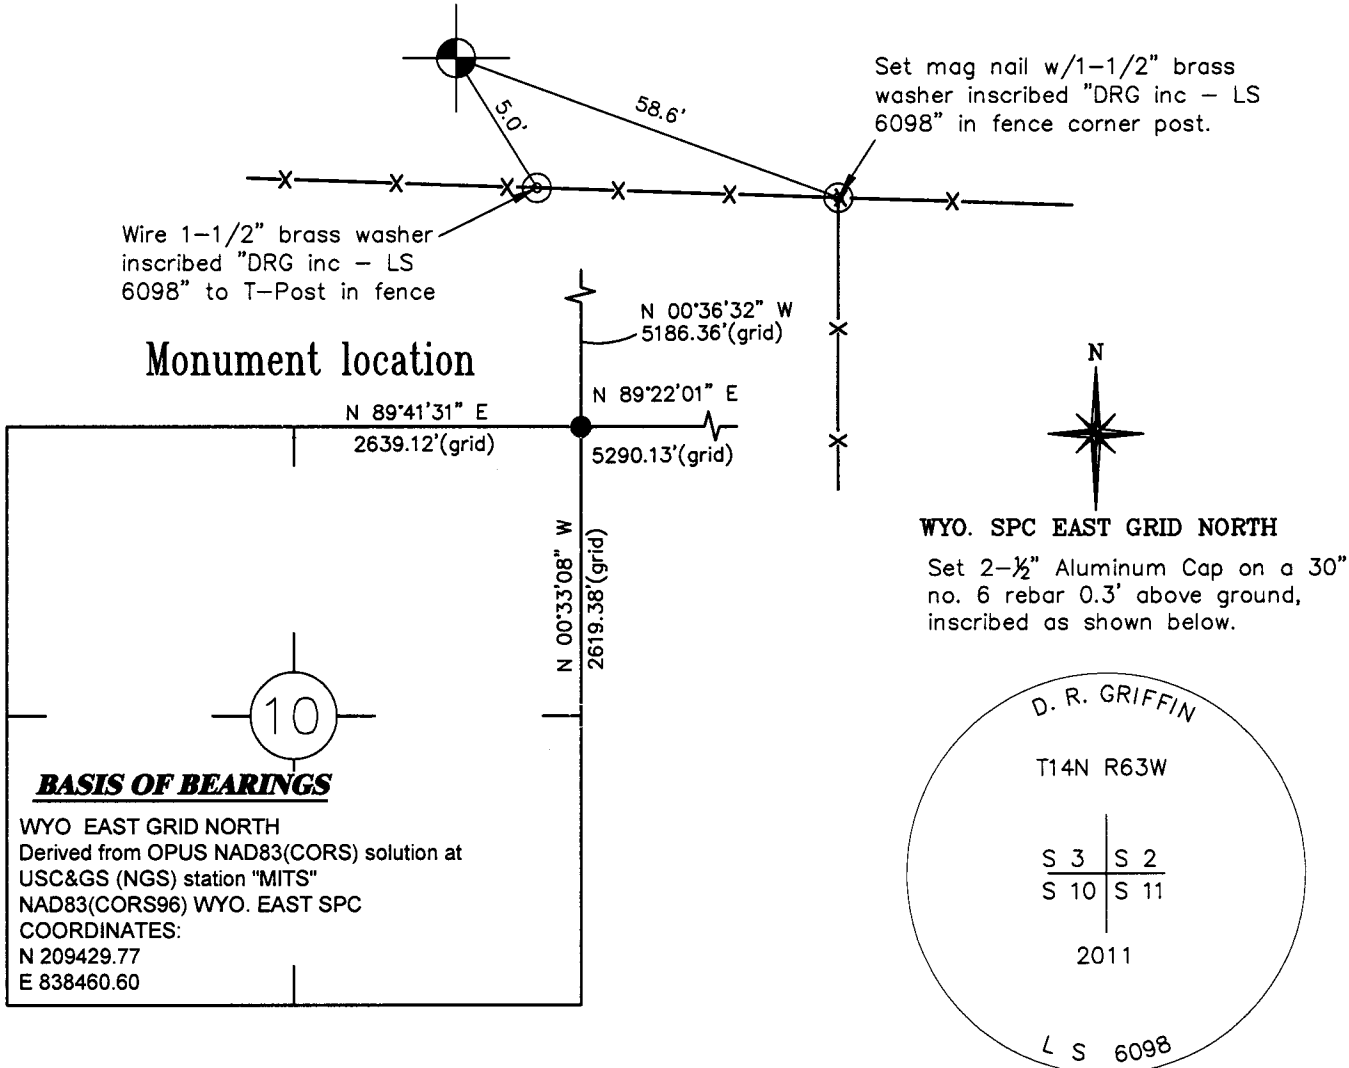 Set mag nail w/1-1/2" brass
washer inscribed "DRG inc – LS
6098" in fence corner post.
58.6'
5.0'
Wire 1-1/2" brass washer
inscribed "DRG inc – LS
6098" to T-Post in fence
N 00°36'32" W
5186.36'(grid)
Monument location
N 89°41'31" E
2639.12'(grid)
N 89°22'01" E
5290.13'(grid)
N
WYO. SPC EAST GRID NORTH
N 00°33'08" W
2619.38'(grid)
Set 2-½" Aluminum Cap on a 30"
no. 6 rebar 0.3' above ground,
inscribed as shown below.
10
BASIS OF BEARINGS
WYO EAST GRID NORTH
Derived from OPUS NAD83(CORS) solution at
USC&GS (NGS) station "MITS"
NAD83(CORS96) WYO. EAST SPC
COORDINATES:
N 209429.77
E 838460.60
D. R. GRIFFIN
T14N R63W
S 3 S 2
S 10 S 11
2011
L S 6098